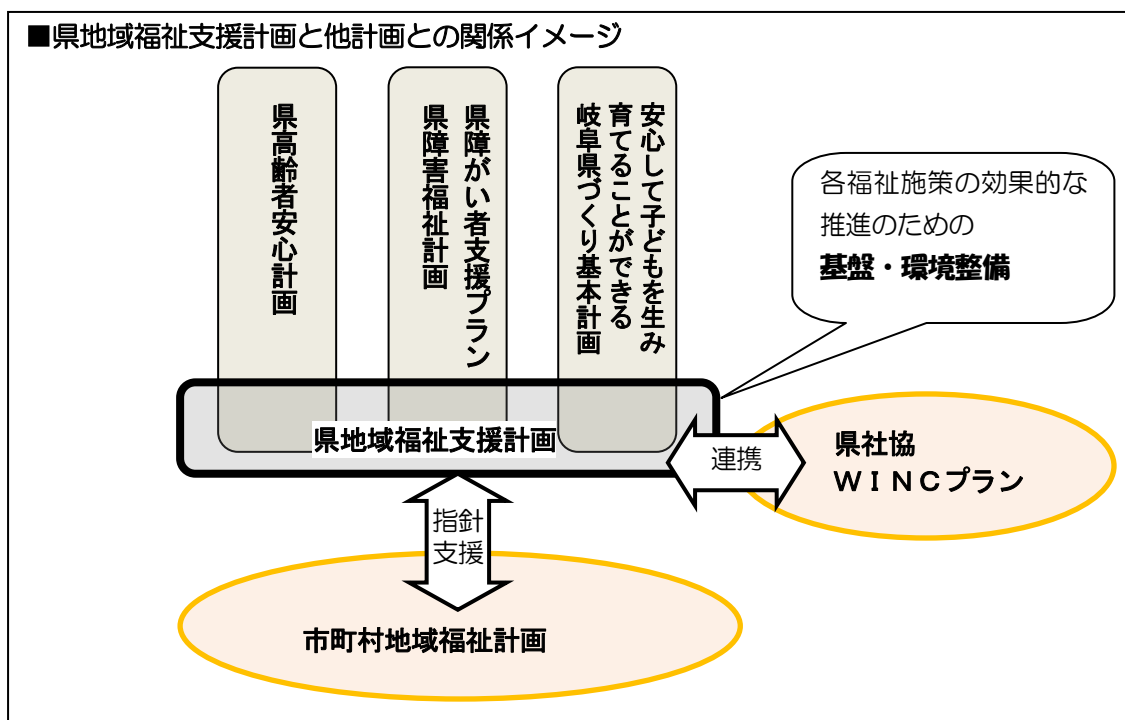 ■県地域福祉支援計画と他計画との関係イメージ
県高齢者安心計画
県障がい者支援プラン
県障害福祉計画
安心して子どもを生み
育てることができる
岐阜県づくり基本計画
各福祉施策の効果的な
推進のための
基盤・環境整備
県地域福祉支援計画
連携
県社協
ＷＩＮＣプラン
指針
支援
市町村地域福祉計画